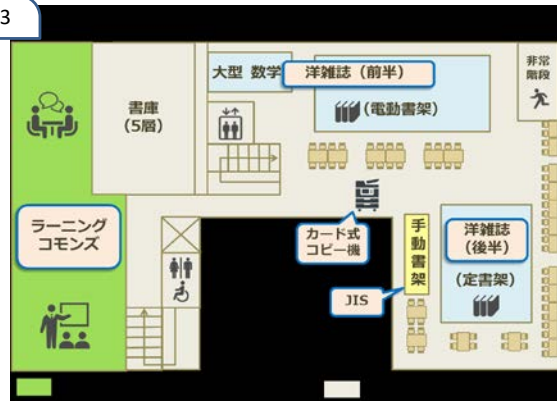 3
大型 数学
洋雑誌（前半）
(電動書架)
非常
階段
書庫
(5層)
ラーニング
コモンズ
カード式
コピー機
手動書架
洋雑誌
(後半)
(定書架)
JIS